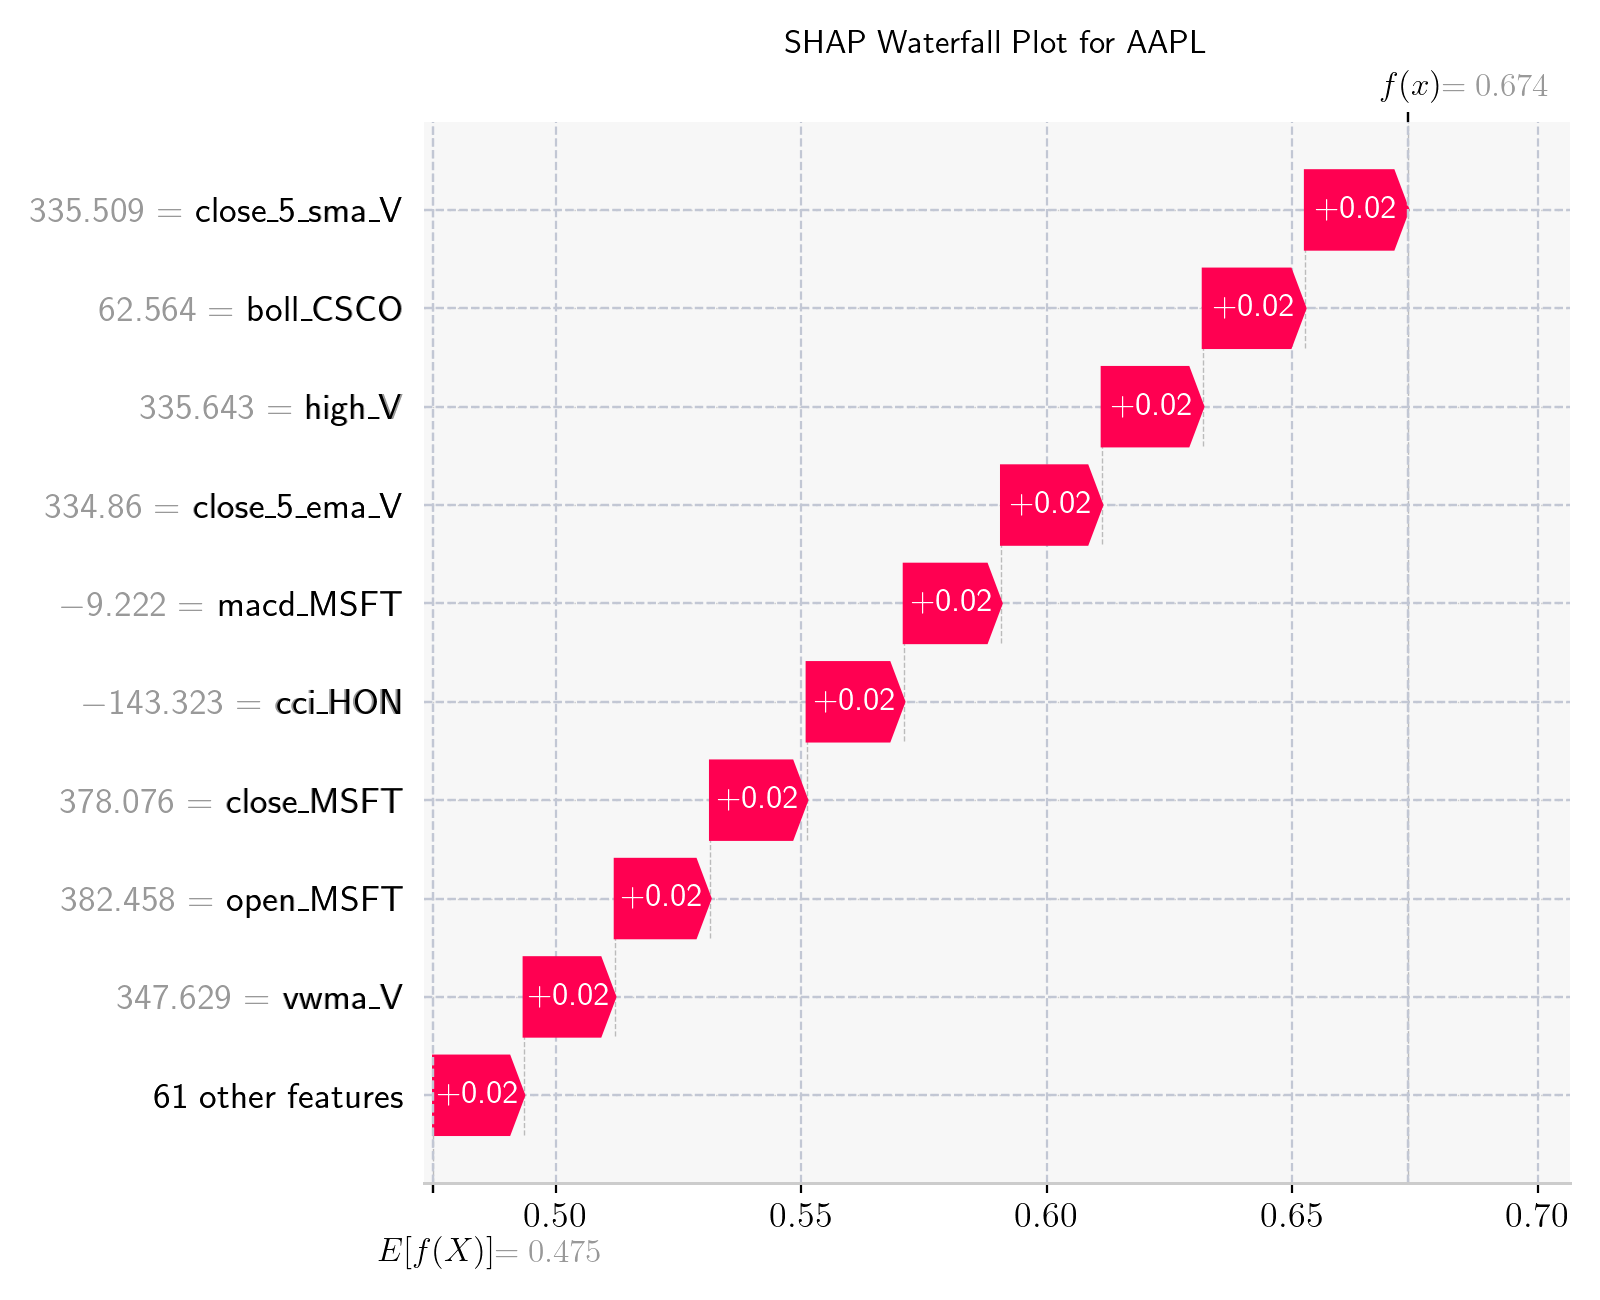 SHAP Waterfall Plot for AAPL
f(x) = 0.674
335.509 = close_5_sma_V
+0.02
62.564 = boll_CSCO
+0.02
335.643 = high_V
+0.02
334.86 = close_5_ema_V
+0.02
−9.222 = macd_MSFT
+0.02
−143.323 = cci_HON
+0.02
378.076 = close_MSFT
+0.02
382.458 = open_MSFT
+0.02
347.629 = vwma_V
+0.02
61 other features
+0.02
0.50 0.55 0.60 0.65 0.70
E[f(X)] = 0.475